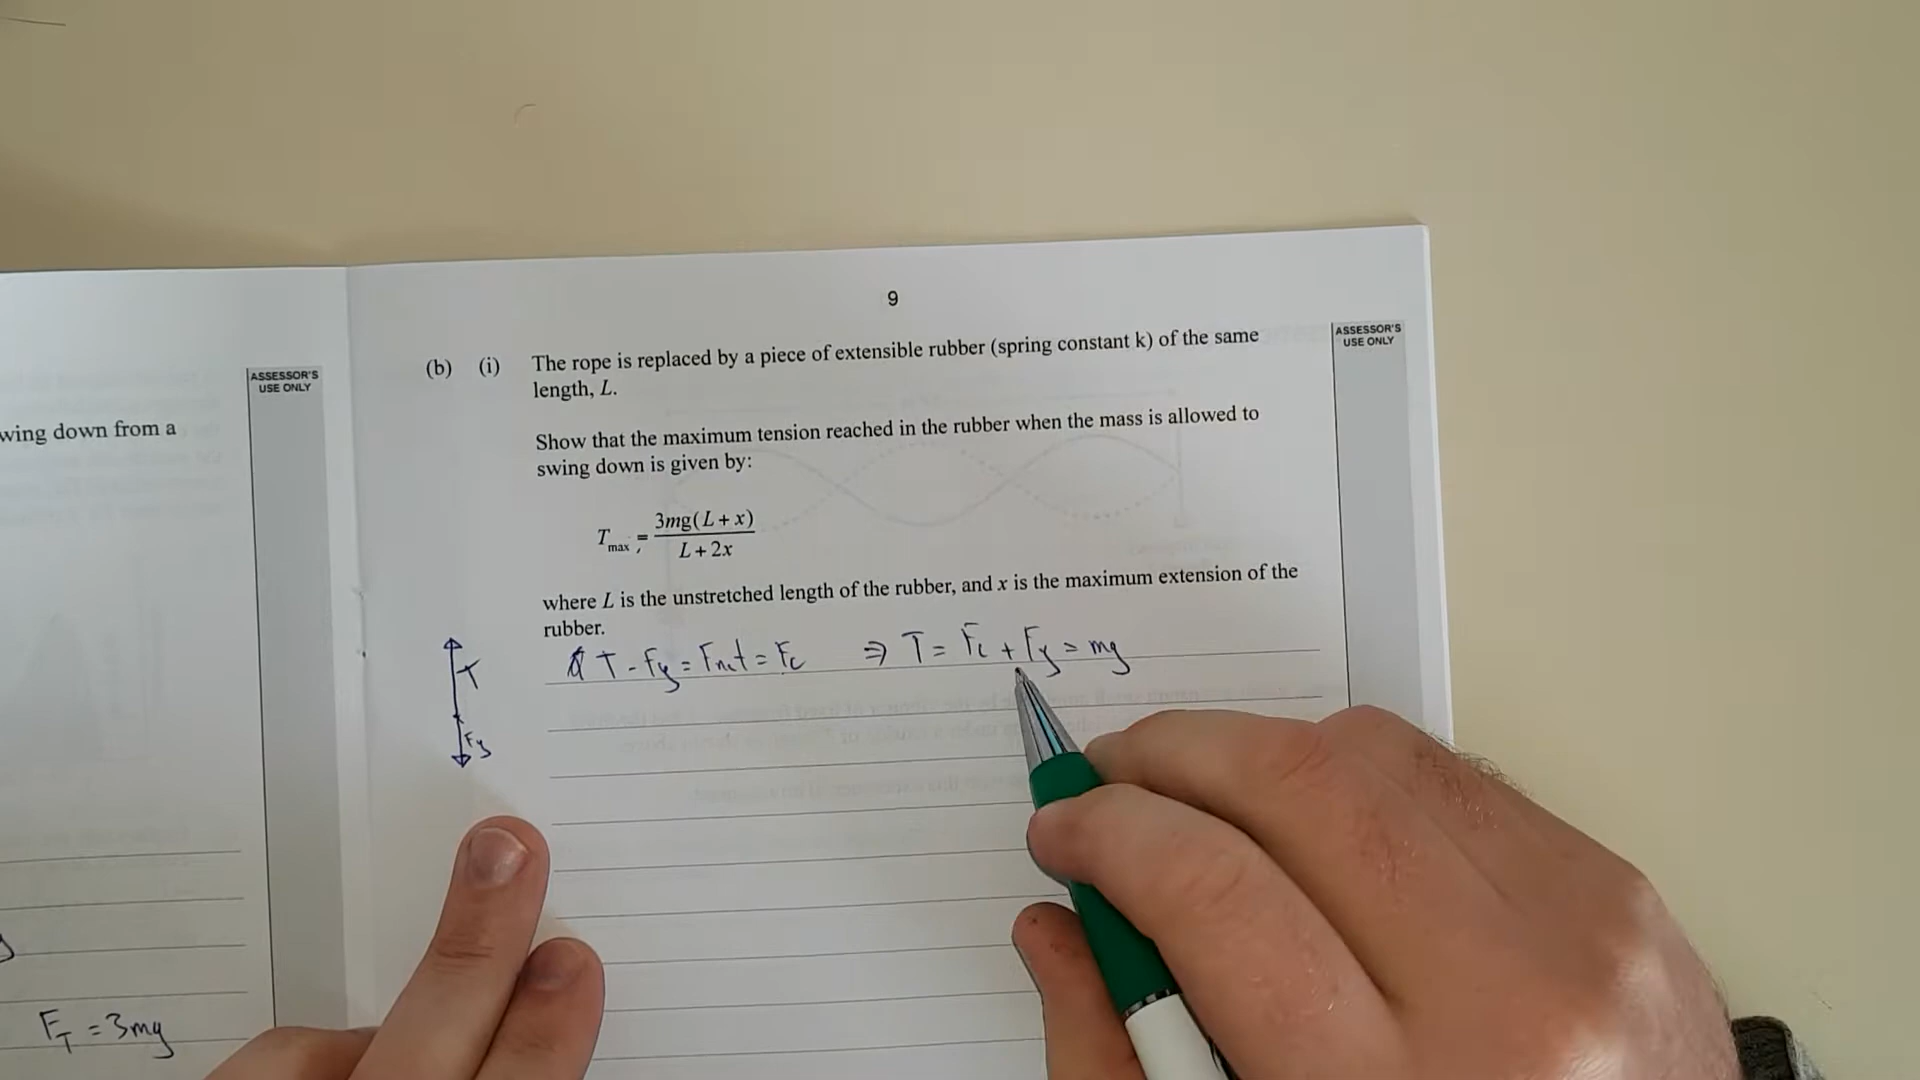 9
ASSESSOR'S
USE ONLY
wing down from a
F_T = 3mg
ASSESSOR'S
USE ONLY
(b) (i) The rope is replaced by a piece of extensible rubber (spring constant k) of the same
length, L.
Show that the maximum tension reached in the rubber when the mass is allowed to
swing down is given by:
T_max, = 3mg(L + x) / L + 2x
where L is the unstretched length of the rubber, and x is the maximum extension of the
rubber.
T - Fg = Fnet = Fc ⇒ T = Fc + Fg = mg
T
Fg